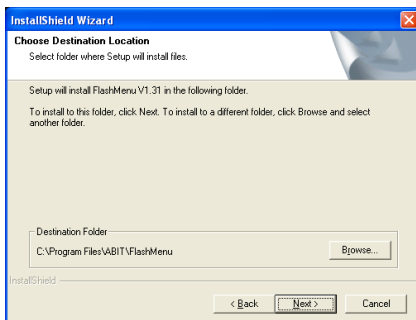 InstallShield Wizard
Choose Destination Location
Select folder where Setup will install files.
Setup will install FlashMenu V1.31 in the following folder.
To install to this folder, click Next. To install to a different folder, click Browse and select
another folder.
Destination Folder
C:\Program Files\ABIT\FlashMenu
Browse...
InstallShield
< Back
Next >
Cancel